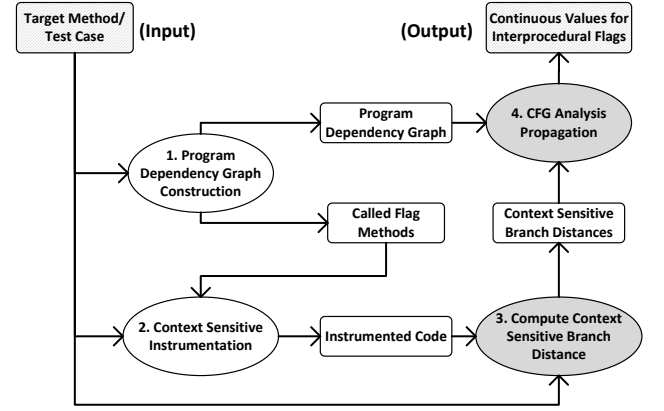 Target Method/
Test Case
(Input)
(Output)
Continuous Values for
Interprocedural Flags
Program
Dependency Graph
4. CFG Analysis
Propagation
1. Program
Dependency Graph
Construction
Called Flag
Methods
Context Sensitive
Branch Distances
2. Context Sensitive
Instrumentation
Instrumented Code
3. Compute Context
Sensitive Branch
Distance